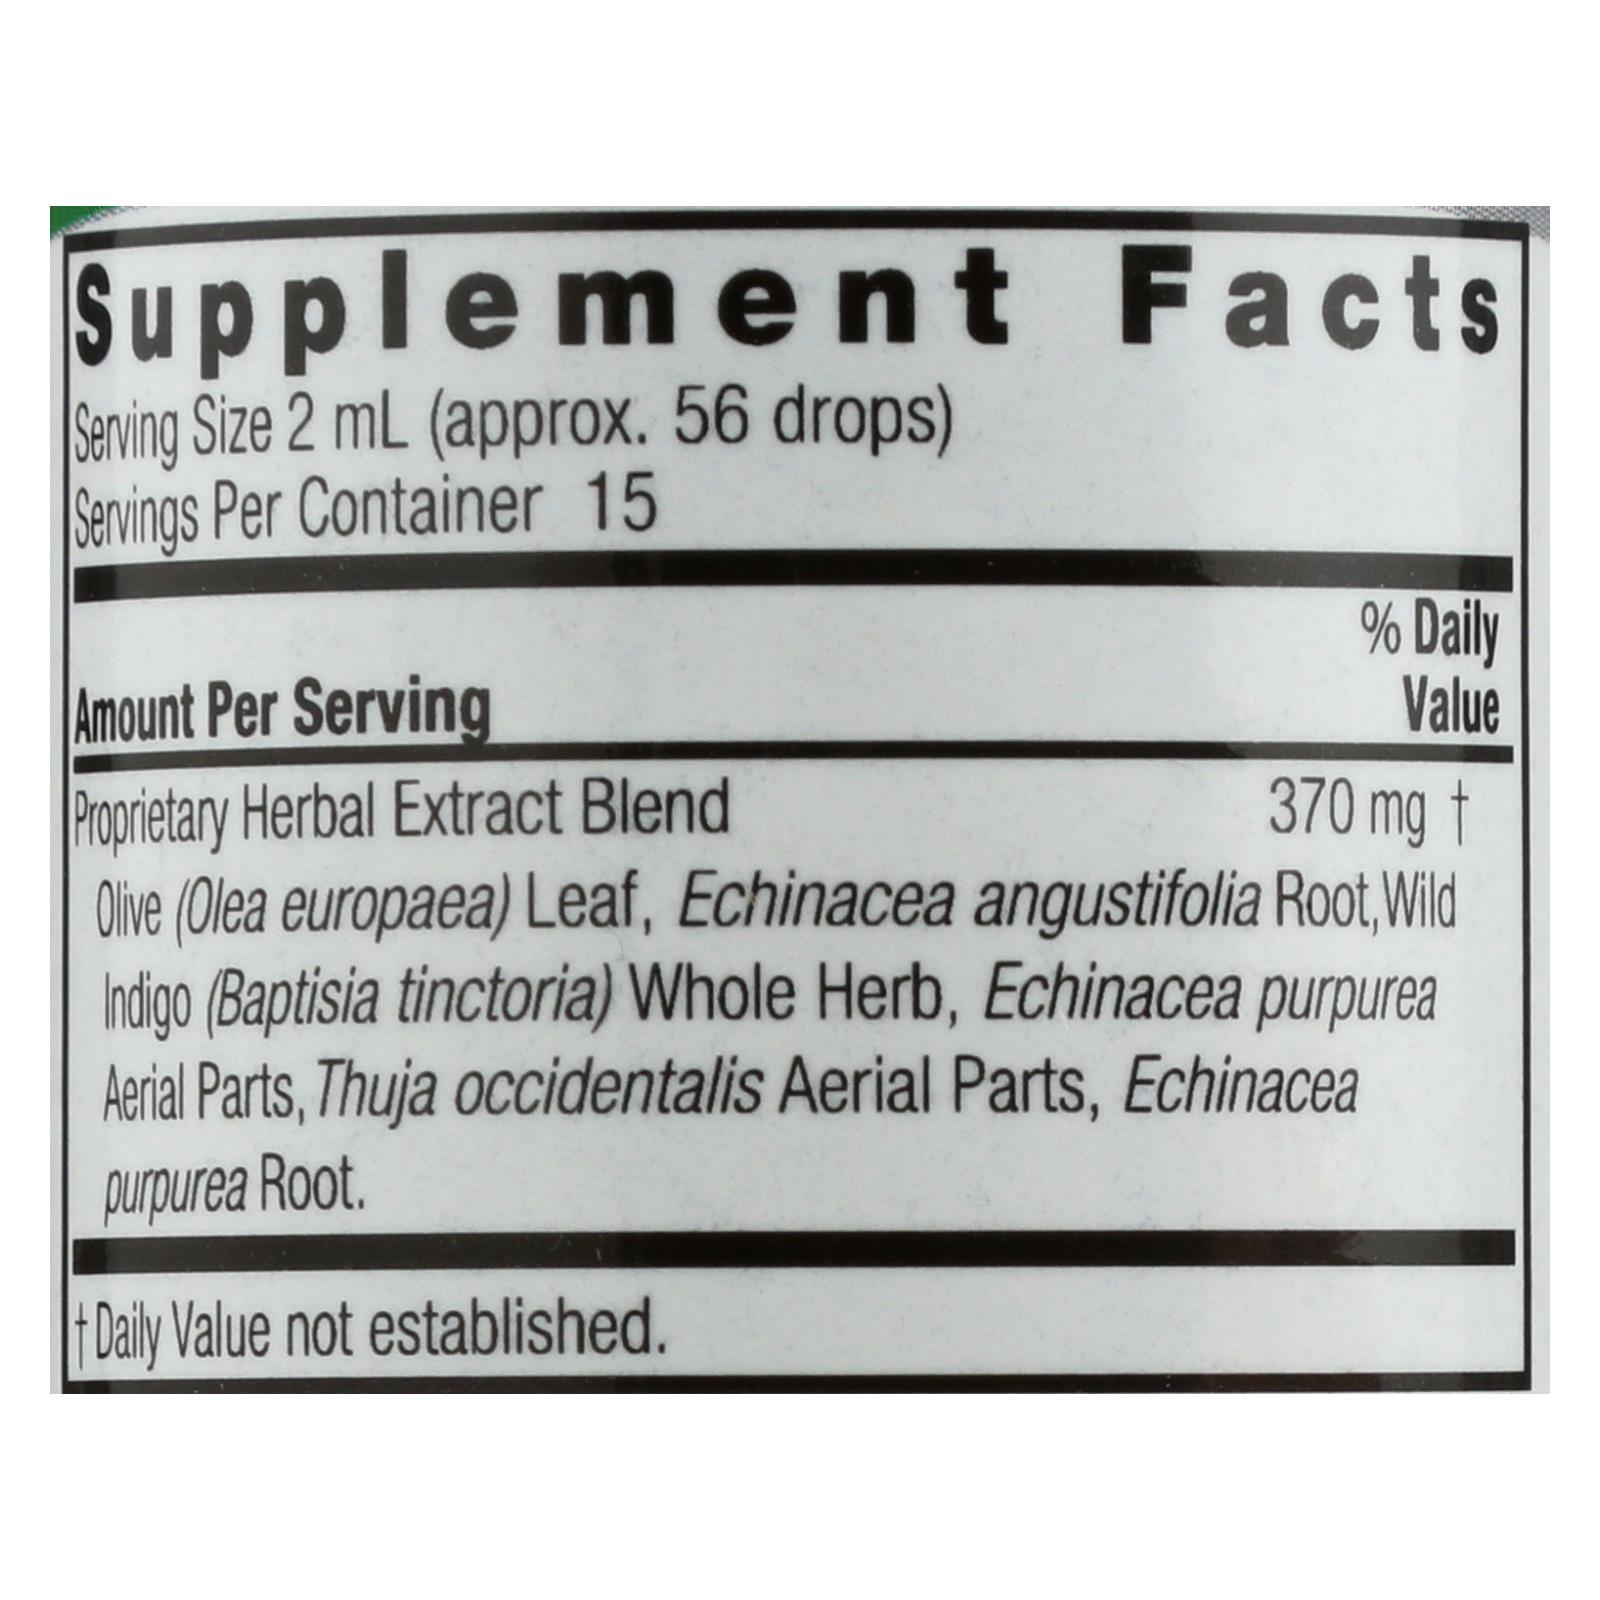 Supplement Facts
Serving Size 2 mL (approx. 56 drops)
Servings Per Container 15
% Daily
Amount Per Serving Value
Proprietary Herbal Extract Blend 370 mg †
Olive (Olea europaea) Leaf, Echinacea angustifolia Root, Wild
Indigo (Baptisia tinctoria) Whole Herb, Echinacea purpurea
Aerial Parts, Thuja occidentalis Aerial Parts, Echinacea
purpurea Root.
† Daily Value not established.